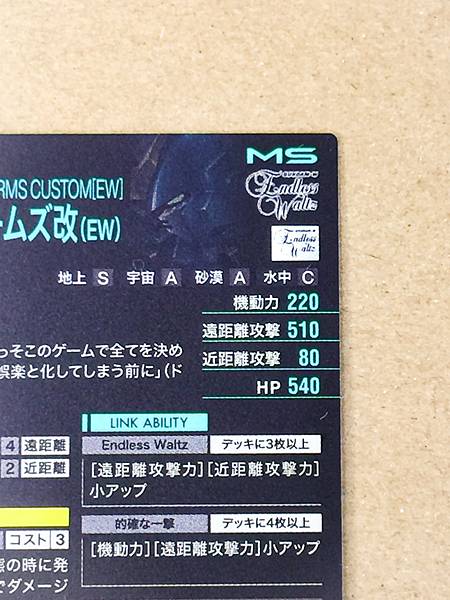 MS
Endless Waltz
RMS CUSTOM[EW]
ームズ改(EW)
Endless Waltz
地上 S 宇宙 A 砂漠 A 水中 C
機動力 220
遠距離攻撃 510
近距離攻撃 80
HP 540
っそこのゲームで全てを決め
娯楽と化してしまう前に」(ド
LINK ABILITY
4 遠距離
2 近距離
Endless Waltz デッキに3枚以上
[遠距離攻撃力][近距離攻撃力]
小アップ
コスト 3
態の時に発
でダメージ
的確な一撃 デッキに4枚以上
[機動力][遠距離攻撃力]小アップ